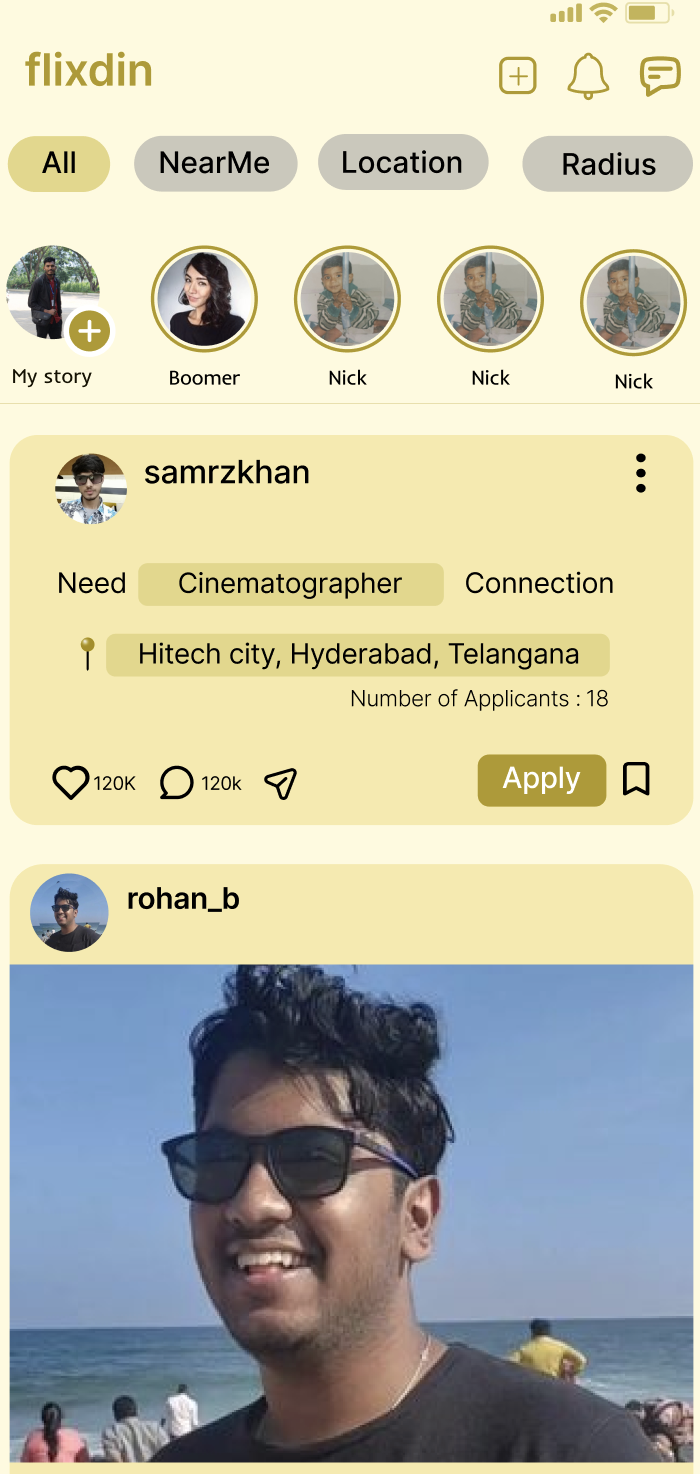 flixdin
All NearMe Location Radius
My story Boomer Nick Nick Nick
samrzkhan
Need Cinematographer Connection
Hitech city, Hyderabad, Telangana
Number of Applicants : 18
120K 120k Apply
rohan_b